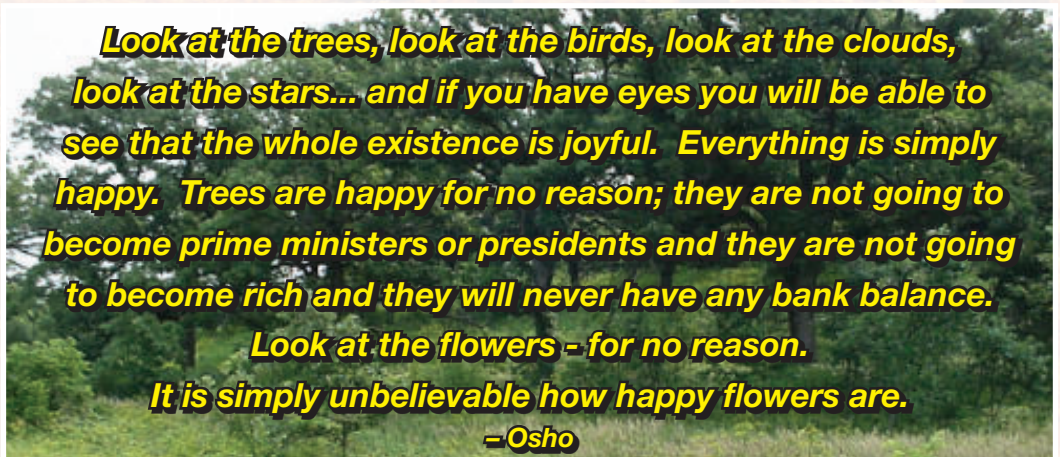 Look at the trees, look at the birds, look at the clouds,
look at the stars... and if you have eyes you will be able to
see that the whole existence is joyful.  Everything is simply
happy.  Trees are happy for no reason; they are not going to
become prime ministers or presidents and they are not going
to become rich and they will never have any bank balance.
Look at the flowers - for no reason.
It is simply unbelievable how happy flowers are.
– Osho